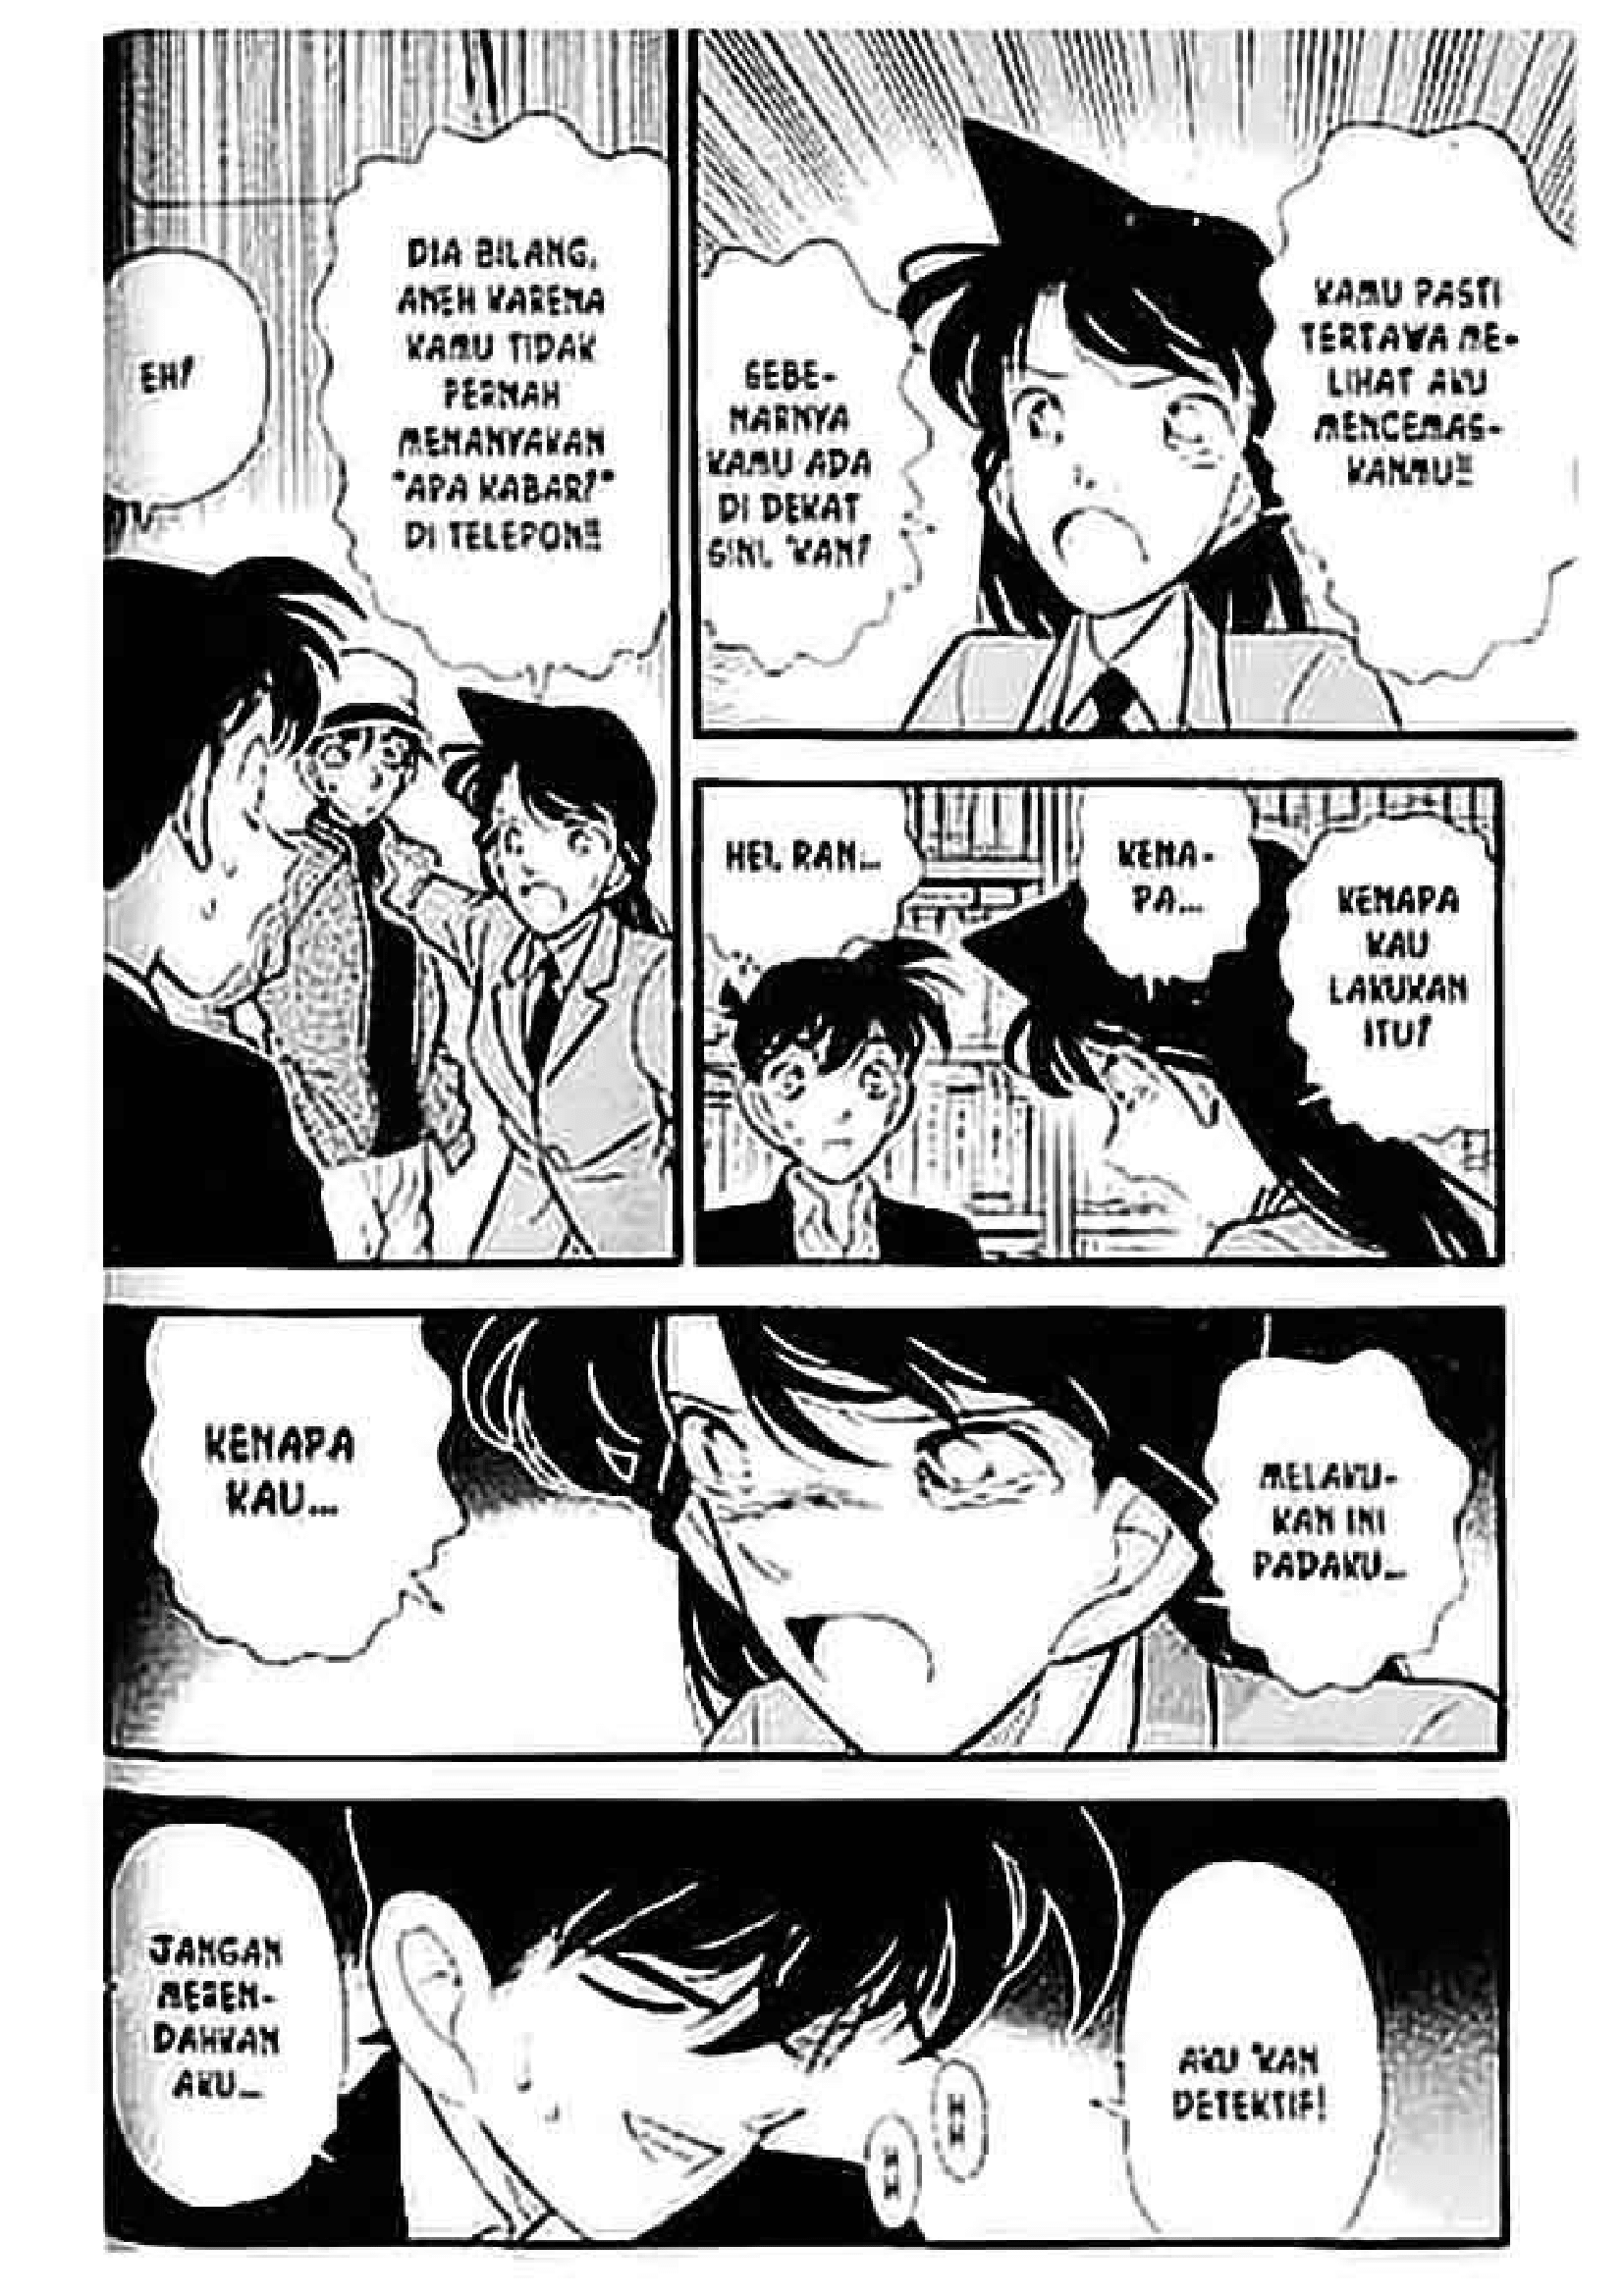 KAMU PASTI
TERTAWA ME-
LIHAT AKU
MENCEMAS-
KANMU!!
SEBE-
NARNYA
KAMU ADA
DI DEKAT
SINI, 'KAN?
DIA BILANG,
ANEH KARENA
KAMU TIDAK
PERNAH
MENANYAKAN
"APA KABAR?"
DI TELEPON!!
EH?
KENAPA
KAU
LAKUKAN
ITU?
KENA-
PA...
HEI, RAN...
MELAKU-
KAN INI
PADAKU...
KENAPA
KAU...
AKU 'KAN
DETEKTIF!
HH
HH
JANGAN
MEREN-
DAHKAN
AKU...